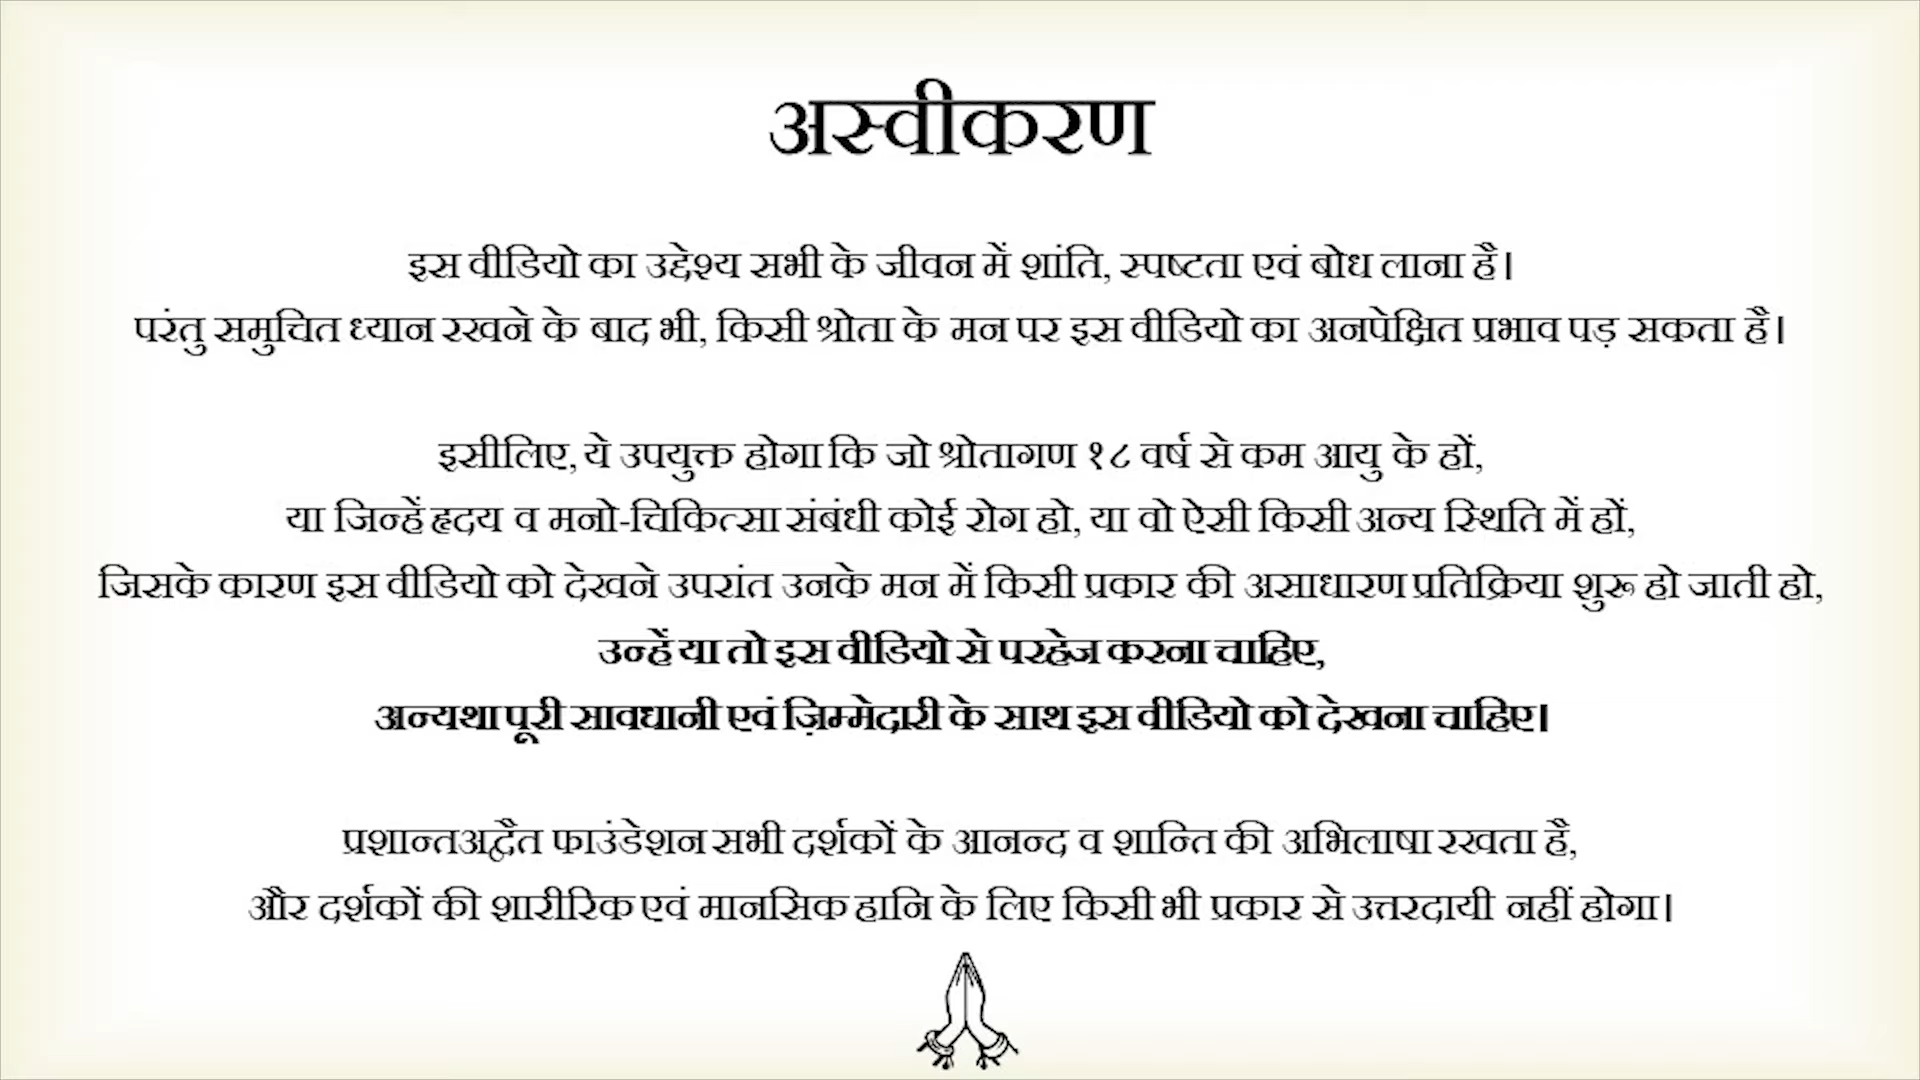 अस्वीकरण
इस वीडियो का उद्देश्य सभी के जीवन में शांति, स्पष्टता एवं बोध लाना है।
परंतु समुचित ध्यान रखने के बाद भी, किसी श्रोता के मन पर इस वीडियो का अनपेक्षित प्रभाव पड़ सकता है।
इसीलिए, ये उपयुक्त होगा कि जो श्रोतागण १८ वर्ष से कम आयु के हों,
या जिन्हें हृदय व मनो-चिकित्सा संबंधी कोई रोग हो, या वो ऐसी किसी अन्य स्थिति में हों,
जिसके कारण इस वीडियो को देखने उपरांत उनके मन में किसी प्रकार की असाधारण प्रतिक्रिया शुरू हो जाती हो,
उन्हें या तो इस वीडियो से परहेज करना चाहिए,
अन्यथा पूरी सावधानी एवं ज़िम्मेदारी के साथ इस वीडियो को देखना चाहिए।
प्रशान्तअद्वैत फाउंडेशन सभी दर्शकों के आनन्द व शान्ति की अभिलाषा रखता है,
और दर्शकों की शारीरिक एवं मानसिक हानि के लिए किसी भी प्रकार से उत्तरदायी नहीं होगा।